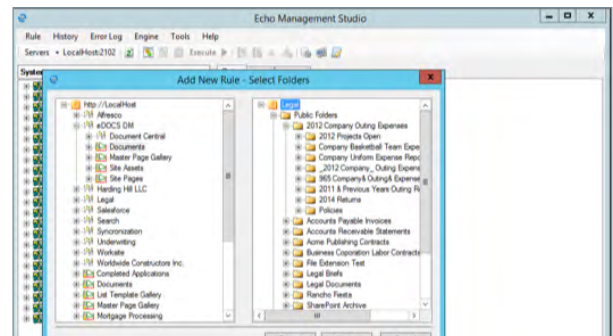 Echo Management Studio
Rule History Error Log Engine Tools Help
Servers LocalHost:2102 Execute
Add New Rule - Select Folders
http://LocalHost
Alfresco
eDOCS DM
Document Central
Documents
Master Page Gallery
Site Assets
Site Pages
Harding Hill LLC
Legal
Salesforce
Search
Syncronization
Underwriting
Worksite
Worldwide Constructors Inc.
Completed Applications
Documents
List Template Gallery
Master Page Gallery
Mortgage Processing
Legal
Public Folders
2012 Company Outing Expenses
2012 Projects Open
Company Basketball Team Expe
Company Uniform Expense Repo
_2012 Company_ Outing Expens
965 Company& Outing& Expense
2011 & Previous Years Outing R
2014 Returns
Policies
Accounts Payable Invoices
Accounts Receivable Statements
Acme Publishing Contracts
Business Coporation Labor Contracts
File Extension Test
Legal Briefs
Legal Documents
Rancho Fiesta
SharePoint Archive